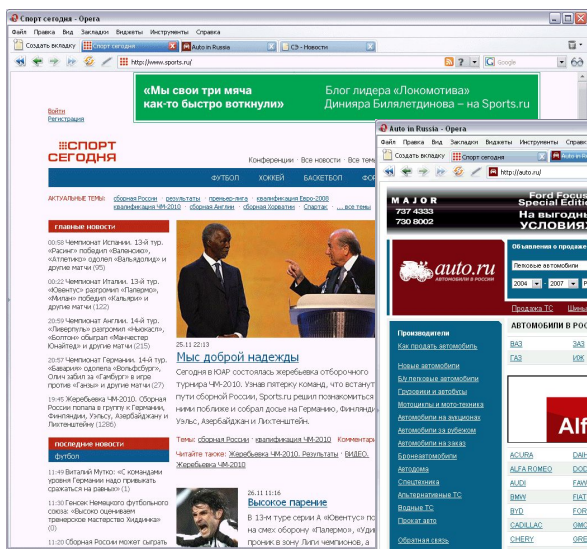 Спорт сегодня - Opera
Файл Правка Вид Закладки Виджеты Инструменты Справка
Создать вкладку Спорт сегодня Auto in Russia СЭ - Новости
http://www.sports.ru/ Google
«Мы свои три мяча
как-то быстро воткнули»
Блог лидера «Локомотива»
Динияра Билялетдинова – на Sports.ru
Войти
Регистрация
СПОРТ
СЕГОДНЯ
Конференции · Все новости · Все тем
ФУТБОЛ ХОККЕЙ БАСКЕТБОЛ ФОР
АКТУАЛЬНЫЕ ТЕМЫ: сборная России · результаты · премьер-лига · квалификация Евро-2008
квалификация ЧМ-2010 · сборная Англии · сборная Хорватии · Спартак · ... все темы
ГЛАВНЫЕ НОВОСТИ
00:58 Чемпионат Испании. 13-й тур.
«Расинг» победил «Валенсию»,
«Атлетико» одолел «Вальядолид» и
другие матчи (95)
00:22 Чемпионат Италии. 13-й тур.
«Ювентус» разгромил «Палермо»,
«Милан» победил «Кальяри» и
другие матчи (122)
20:59 Чемпионат Англии. 14-й тур.
«Ливерпуль» разгромил «Ньюкасл»,
«Болтон» обыграл «Манчестер
Юнайтед» и другие матчи (215)
20:57 Чемпионат Германии. 14-й тур.
«Бавария» одолела «Вольфсбург»,
Олич забил за «Гамбург» в игре
против «Ганзы» и другие матчи (27)
19:45 Жеребьевка ЧМ-2010. Сборная
России попала в группу к Германии,
Финляндии, Уэльсу, Азербайджану и
Лихтенштейну (1286)
ПОСЛЕДНИЕ НОВОСТИ
футбол
11:49 Виталий Мутко: «С командами
уровня Германии надо привыкать
сражаться на равных» (1)
11:30 Генсек Немецкого футбольного
союза: «Высоко оцениваем
тренерское мастерство Хиддинка»
(0)
11:20 Сборная России может сыграть
25.11 22:13
Мыс доброй надежды
Сегодня в ЮАР состоялась жеребьевка отборочного
турнира ЧМ-2010. Узнав пятерку команд, что встанут
пути сборной России, Sports.ru решил познакомиться
ними поближе и собрал досье на Германию, Финлянди
Уэльс, Азербайджан и Лихтенштейн.
Темы: сборная России · квалификация ЧМ-2010 Комментари
Читайте также: Жеребьевка ЧМ-2010. Результаты · ВИДЕО.
Жеребьевка ЧМ-2010
26.11 11:16
Высокое парение
В 13-м туре серии А «Ювентус» по
на смех оборону «Палермо», «Уди
проник в зону Лиги чемпионов, а
Auto in Russia - Opera
Файл Правка Вид Закладки Виджеты Инструменты Справк
Создать вкладку Спорт сегодня Auto in R
http://auto.ru/
MAJOR
737 4333
730 8002
Ford Focus
Special Editi
На выгодны
УСЛОВИЯ
auto.ru
АВТОМОБИЛИ В РОССИИ
Объявления о продаже
Легковые автомобили
2004 - 2007 Р
Продажа ТС Шины
Производители
Как продать автомобиль
Новые автомобили
Б/у легковые автомобили
Грузовики и автобусы
Мотоциклы и мото-техника
Автомобили на аукционах
Автомобили за рубежом
Автомобили на заказ
Бронеавтомобили
Автодома
Спецтехника
Альтернативные ТС
Водные ТС
Прокат авто
Обратная связь
АВТОМОБИЛИ В РОС
ВАЗ ЗАЗ
ГАЗ ИЖ
Alf
ACURA DAIH
ALFA ROMEO DOD
AUDI FAW
BMW FIAT
BYD FOR
CADILLAC GMC
CHERY GRE